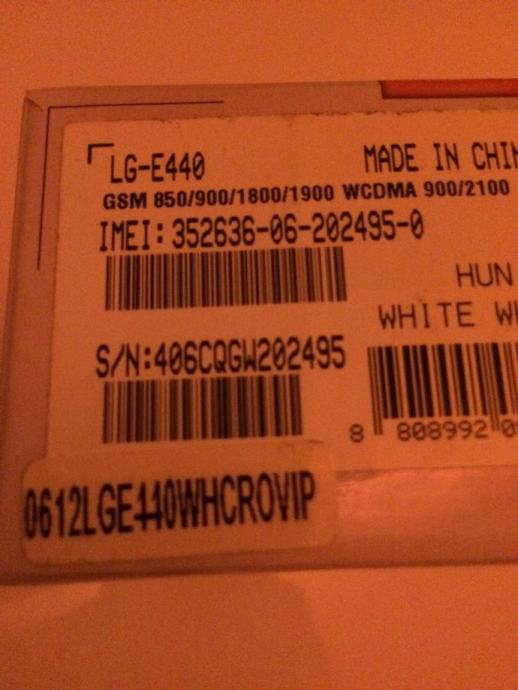 LG-E440 MADE IN CHIN
GSM 850/900/1800/1900 WCDMA 900/2100
IMEI: 352636-06-202495-0
HUN
WHITE W
S/N:406CQGW202495
8 808992 0
0612LGE440WHCROVIP